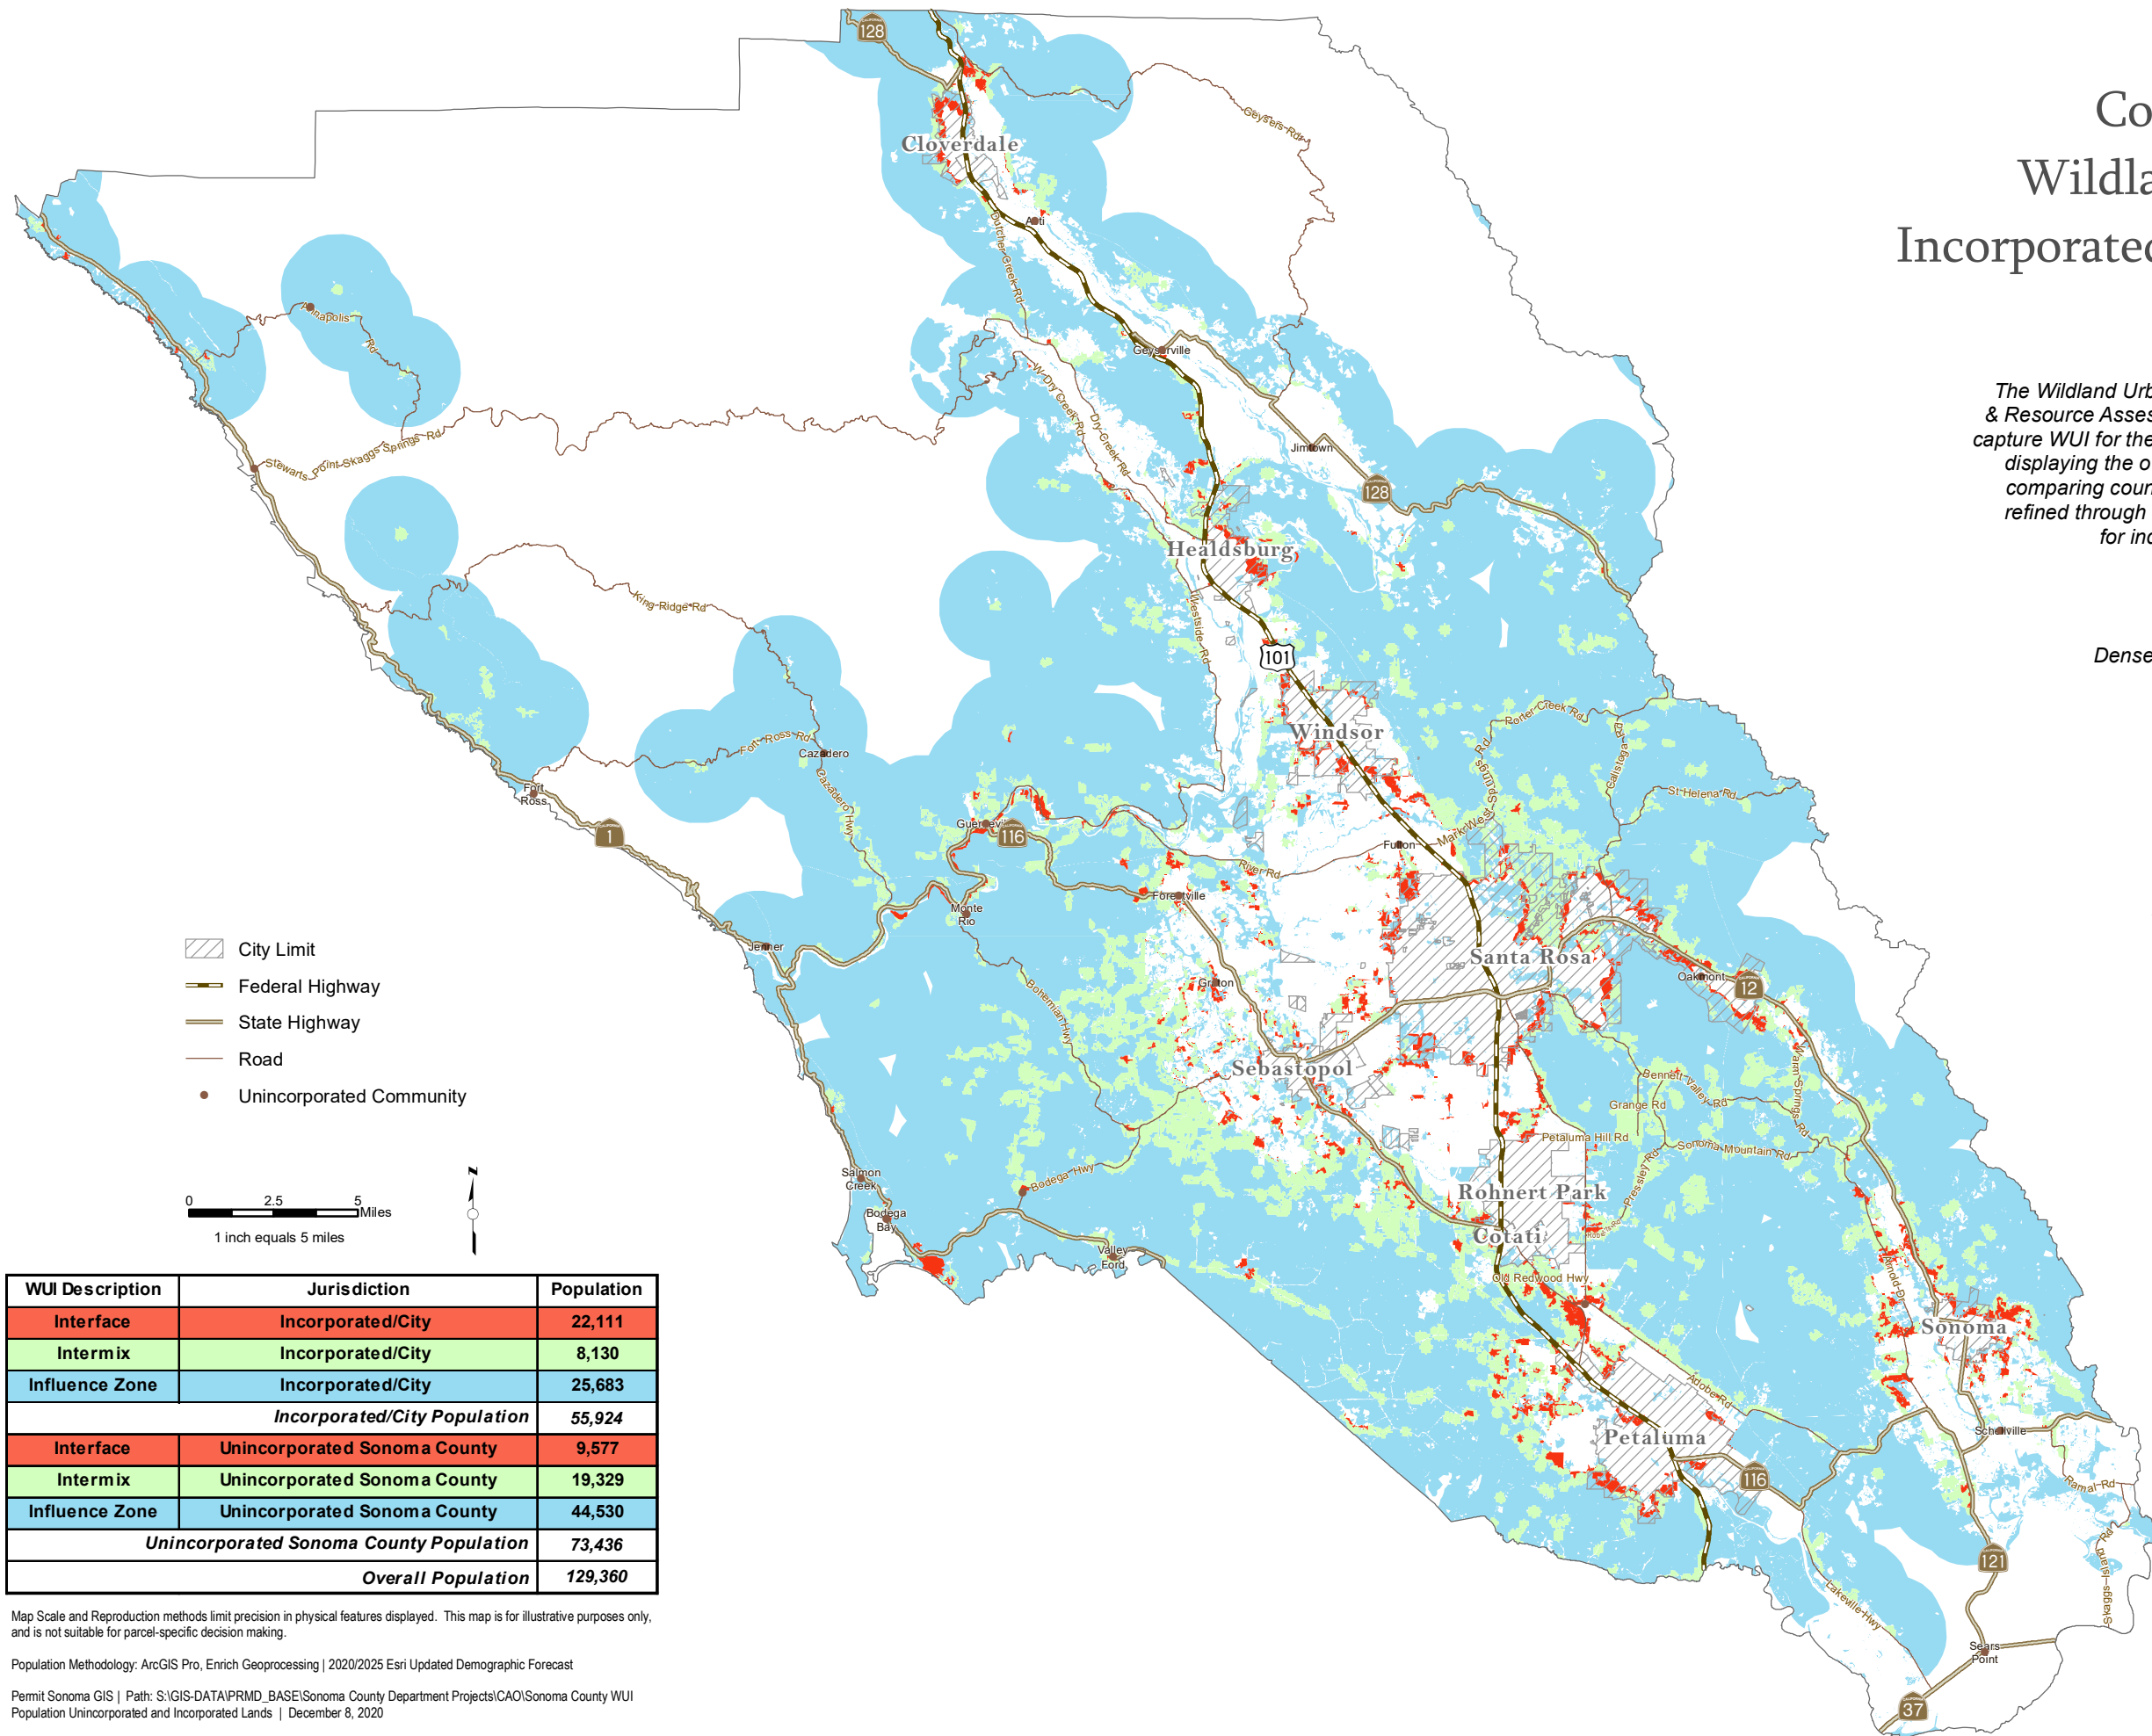 Co
Wildla
Incorporated
The Wildland Urb
& Resource Asses
capture WUI for the
displaying the o
comparing coun
refined through
for inc
Dense
128
Cloverdale
Geysers Rd
Asti
Dutcher Creek Rd
Annapolis
Rd
Geyserville
W Dry Creek Rd
Dry Creek Rd
Jimtown
128
Stewarts Point-Skaggs Springs Rd
Healdsburg
King Ridge Rd
Westside Rd
101
Windsor
Porter Creek Rd
Mark West Springs Rd
Calistoga Rd
St Helena Rd
Fort Ross Rd
Cazadero
Cazadero Hwy
Fort
Ross
1
Guerneville
116
Fulton
River Rd
Forestville
Monte
Rio
Jenner
Santa Rosa
Oakmont
12
Graton
Bohemian Hwy
Sebastopol
Warm Springs Rd
Bennett Valley Rd
Grange Rd
Petaluma Hill Rd
Sonoma Mountain Rd
Pressley Rd
Salmon
Creek
Bodega Hwy
Bodega
Bay
Valley
Ford
Rohnert Park
Cotati
Old Redwood Hwy
Arnold Dr
Sonoma
Adobe Rd
Petaluma
116
Schellville
Ramal Rd
121
Skaggs Island Rd
Lakeville Hwy
Sears
Point
37
City Limit
Federal Highway
State Highway
Road
Unincorporated Community
N
0 2.5 5
Miles
1 inch equals 5 miles
WUI Description Jurisdiction Population
Interface Incorporated/City 22,111
Intermix Incorporated/City 8,130
Influence Zone Incorporated/City 25,683
Incorporated/City Population 55,924
Interface Unincorporated Sonoma County 9,577
Intermix Unincorporated Sonoma County 19,329
Influence Zone Unincorporated Sonoma County 44,530
Unincorporated Sonoma County Population 73,436
Overall Population 129,360
Map Scale and Reproduction methods limit precision in physical features displayed. This map is for illustrative purposes only,
and is not suitable for parcel-specific decision making.
Population Methodology: ArcGIS Pro, Enrich Geoprocessing | 2020/2025 Esri Updated Demographic Forecast
Permit Sonoma GIS | Path: S:\GIS-DATA\PRMD_BASE\Sonoma County Department Projects\CAO\Sonoma County WUI
Population Unincorporated and Incorporated Lands | December 8, 2020